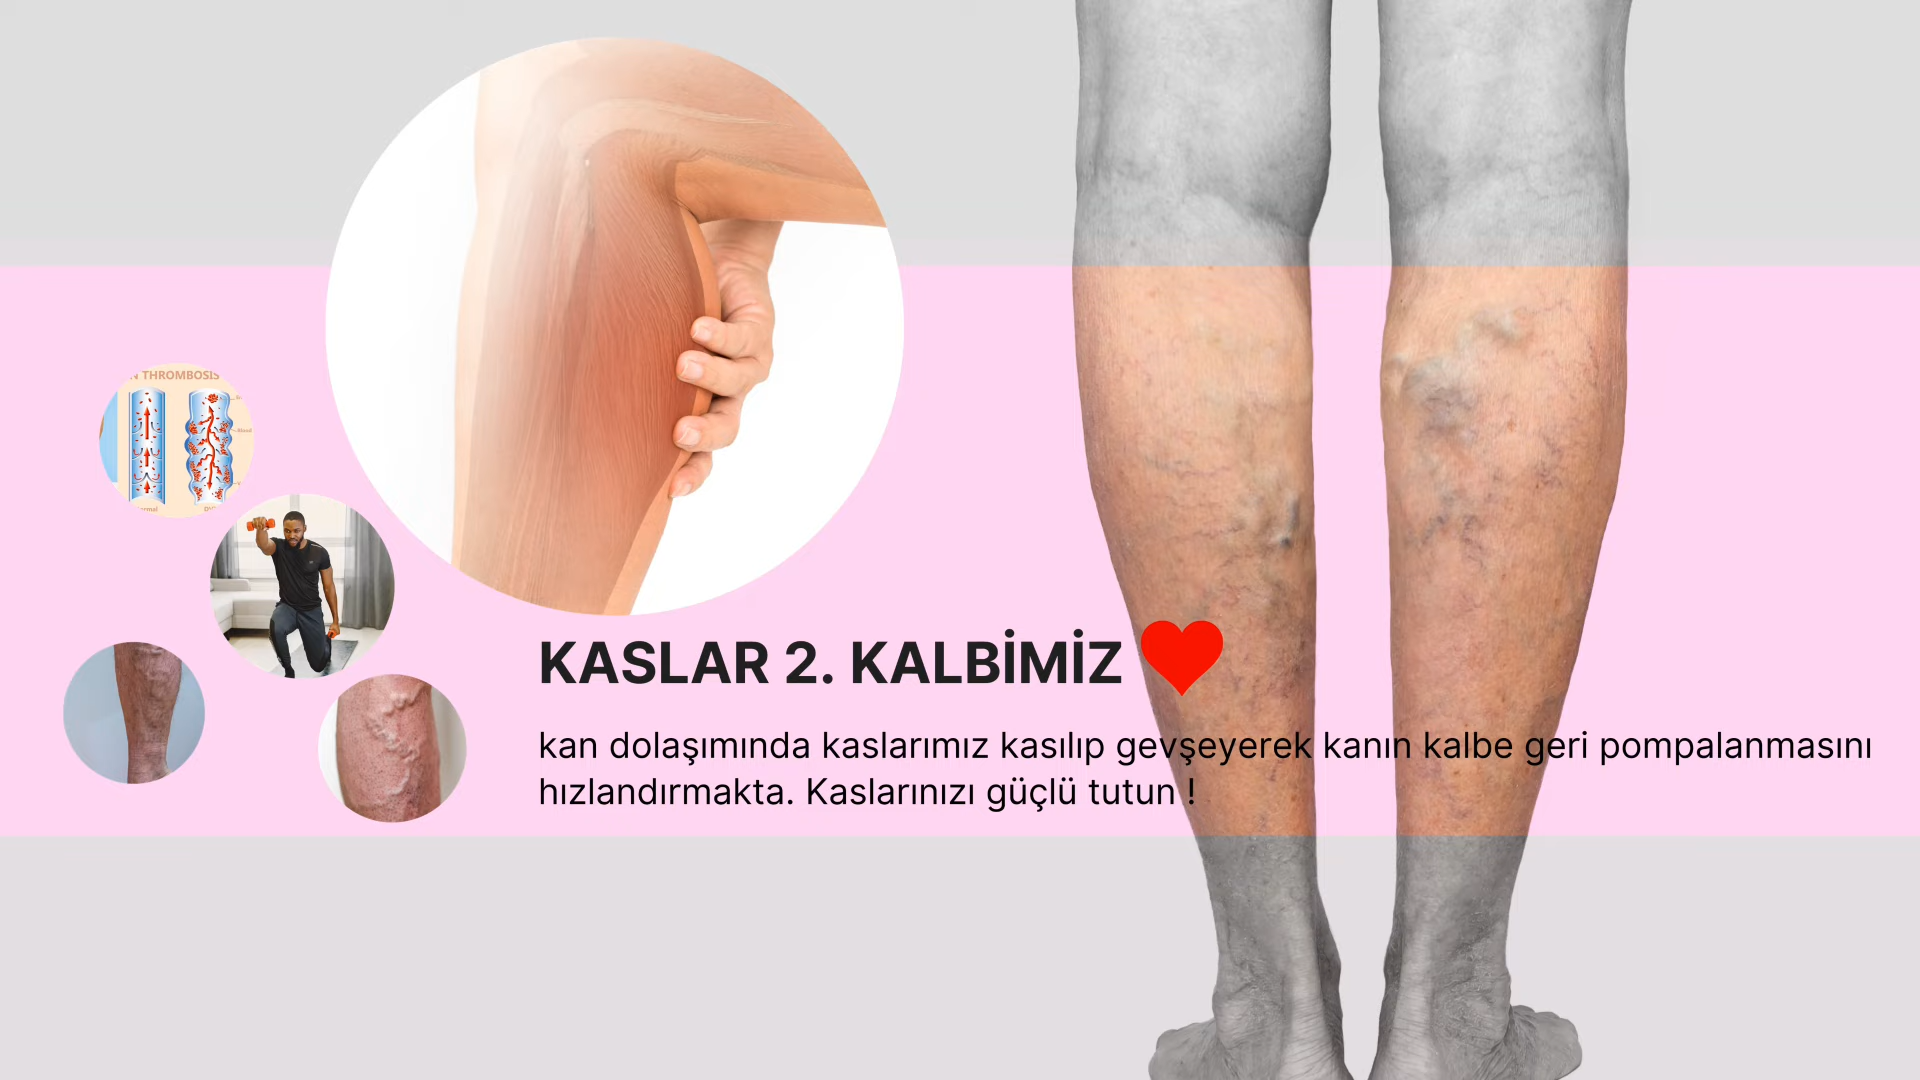 THROMBOSIS
KASLAR 2. KALBİMİZ
kan dolaşımında kaslarımız kasılıp gevşeyerek kanın kalbe geri pompalanmasını
hızlandırmakta. Kaslarınızı güçlü tutun !